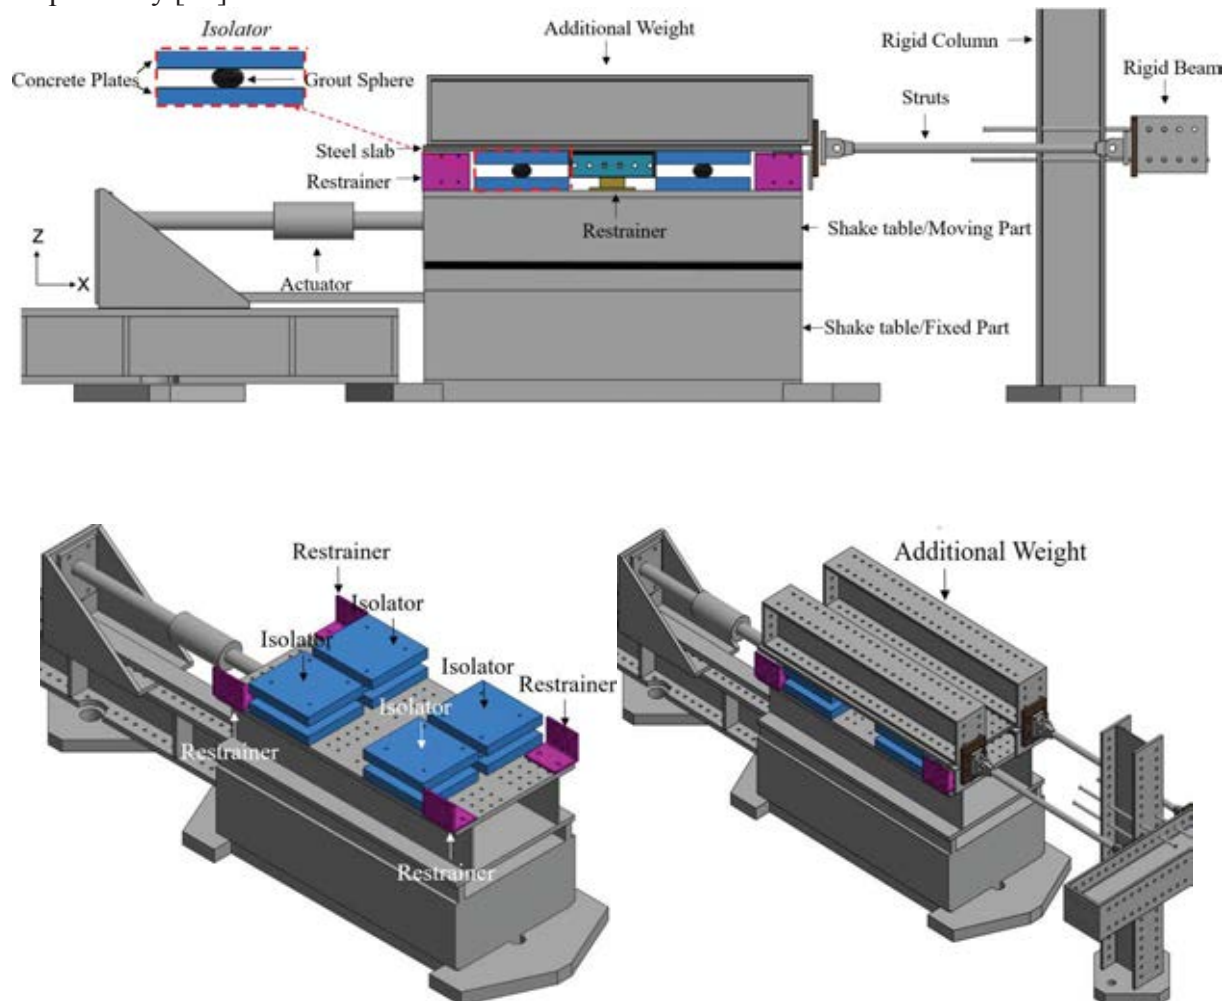 Isolator
Additional Weight
Rigid Column
Rigid Beam
Concrete Plates
Grout Sphere
Struts
Steel slab
Restrainer
Restrainer
Shake table/Moving Part
Z
X
Actuator
Shake table/Fixed Part
Restrainer
Isolator
Isolator
Isolator
Restrainer
Isolator
Restrainer
Restrainer
Additional Weight